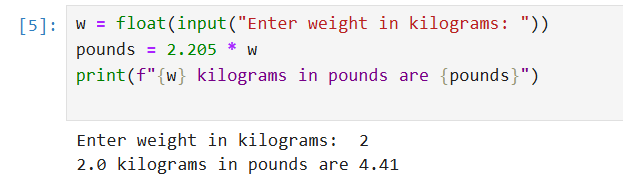 [5]: w = float(input("Enter weight in kilograms: "))
pounds = 2.205 * w
print(f"{w} kilograms in pounds are {pounds}")
Enter weight in kilograms:  2
2.0 kilograms in pounds are 4.41